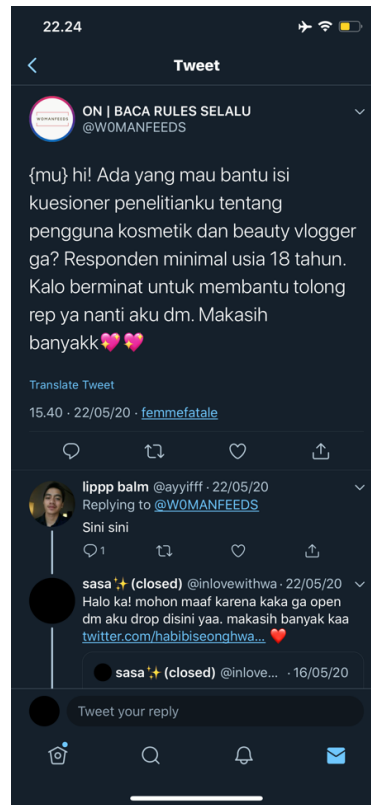 22.24
Tweet
WOMANFEEDS
ON | BACA RULES SELALU
@W0MANFEEDS
{mu} hi! Ada yang mau bantu isi
kuesioner penelitianku tentang
pengguna kosmetik dan beauty vlogger
ga? Responden minimal usia 18 tahun.
Kalo berminat untuk membantu tolong
rep ya nanti aku dm. Makasih
banyakk💖💖
Translate Tweet
15.40 · 22/05/20 · femmefatale
lippp balm @ayyifff · 22/05/20
Replying to @W0MANFEEDS
Sini sini
1
sasa✨(closed) @inlovewithwa · 22/05/20
Halo ka! mohon maaf karena kaka ga open
dm aku drop disini yaa. makasih banyak kaa
twitter.com/habibiseonghwa... ❤️
sasa✨(closed) @inlove... · 16/05/20
Tweet your reply